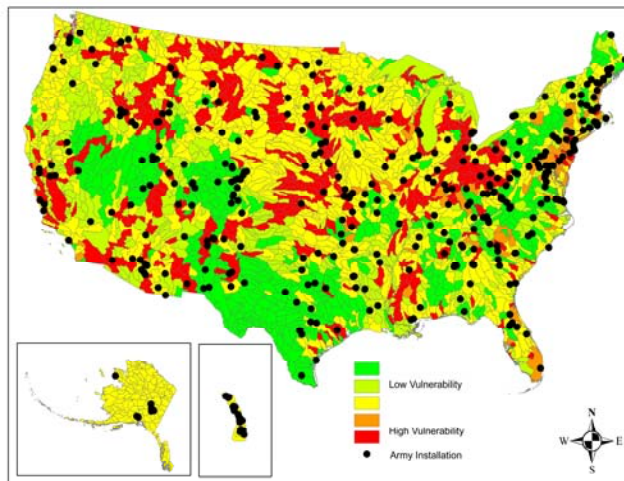 Low Vulnerability
High Vulnerability
Army Installation
N
W E
S